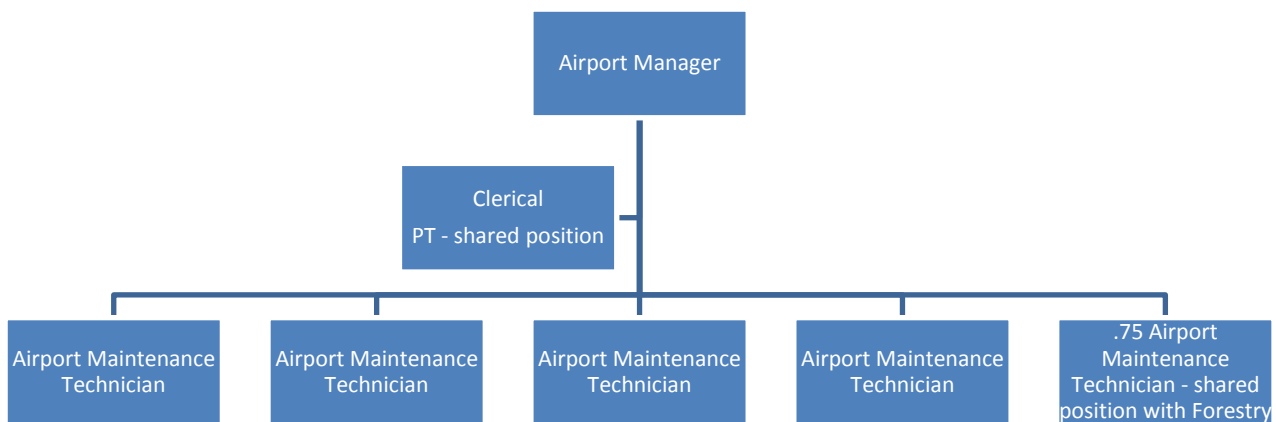 Airport Manager
Clerical
PT - shared position
Airport Maintenance
Technician
Airport Maintenance
Technician
Airport Maintenance
Technician
Airport Maintenance
Technician
.75 Airport
Maintenance
Technician - shared
position with Forestry